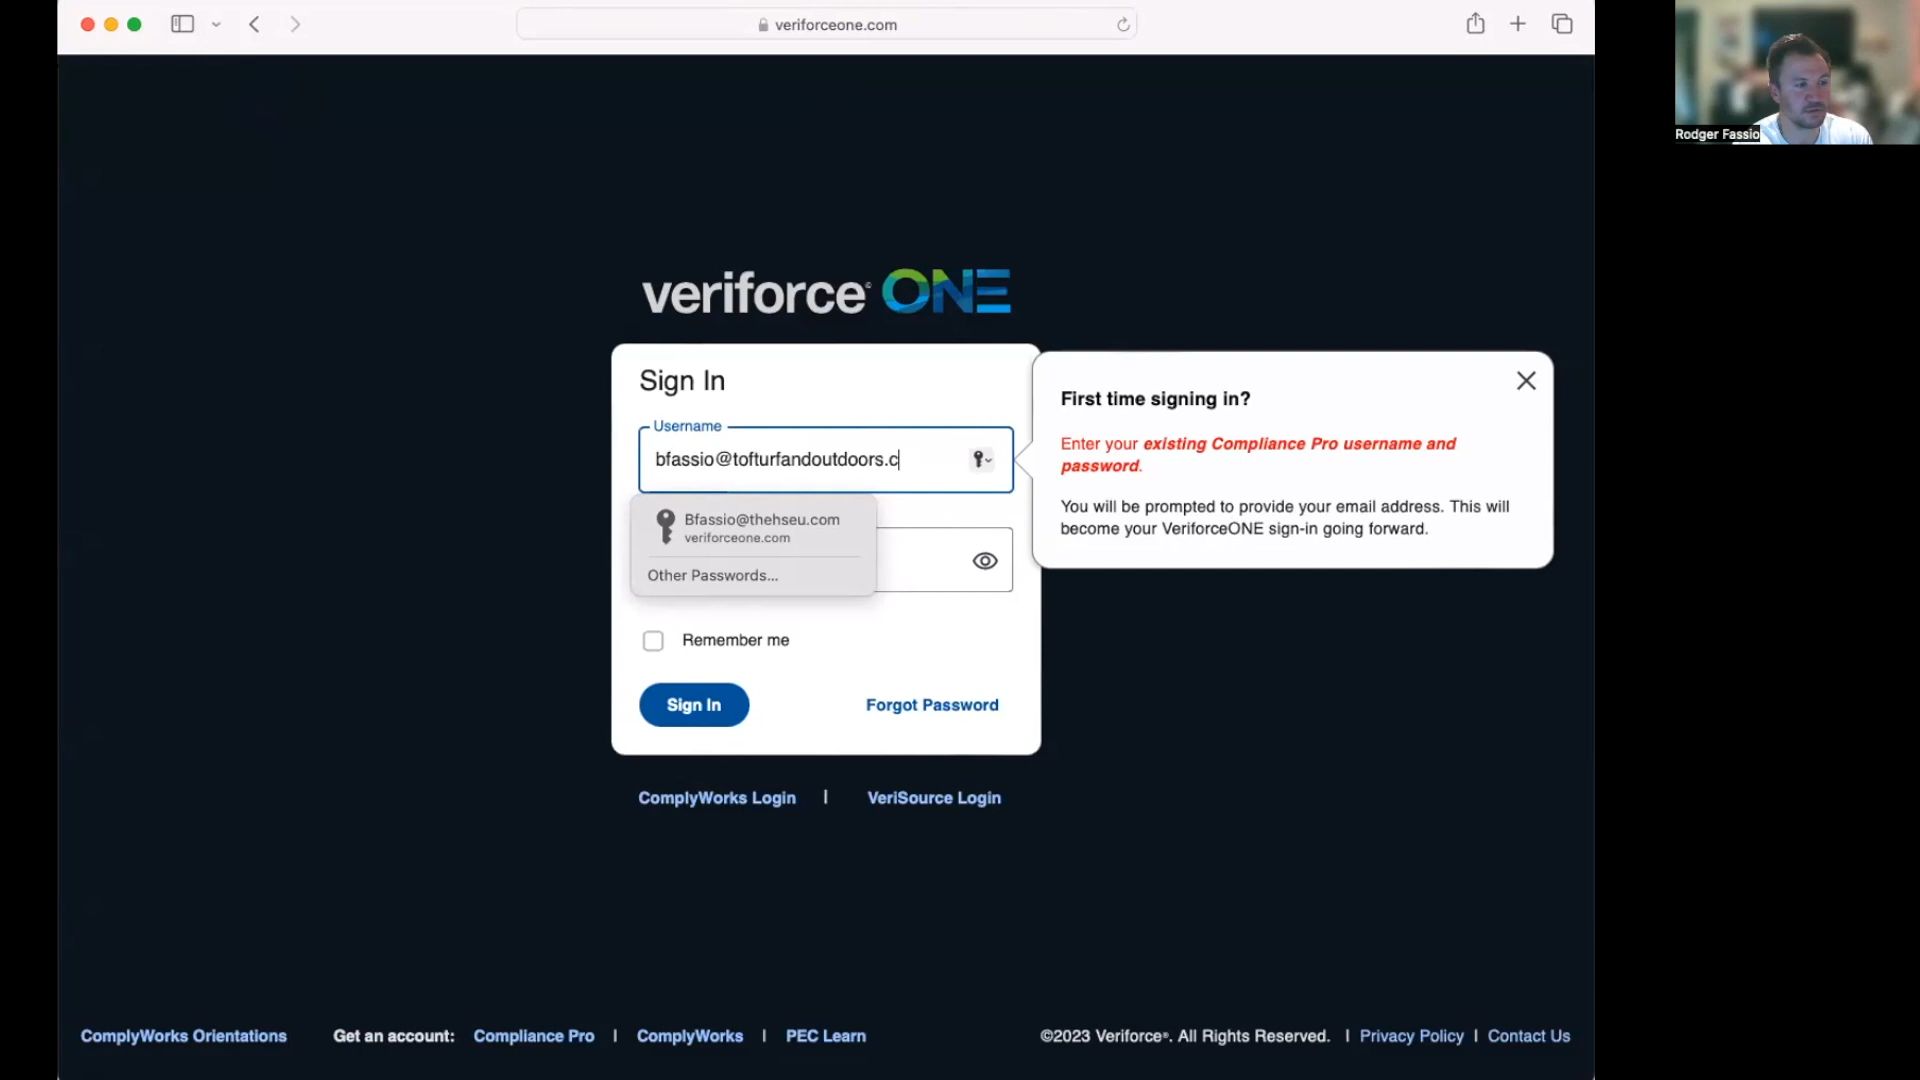 veriforceone.com
Rodger Fassio
veriforce ONE
Sign In
Username
bfassio@tofturfandoutdoors.c
Bfassio@thehseu.com
veriforceone.com
Other Passwords...
Remember me
Sign In
Forgot Password
First time signing in?
Enter your existing Compliance Pro username and
password.
You will be prompted to provide your email address. This will
become your VeriforceONE sign-in going forward.
ComplyWorks Login | VeriSource Login
ComplyWorks Orientations Get an account: Compliance Pro | ComplyWorks | PEC Learn ©2023 Veriforce®. All Rights Reserved. | Privacy Policy | Contact Us